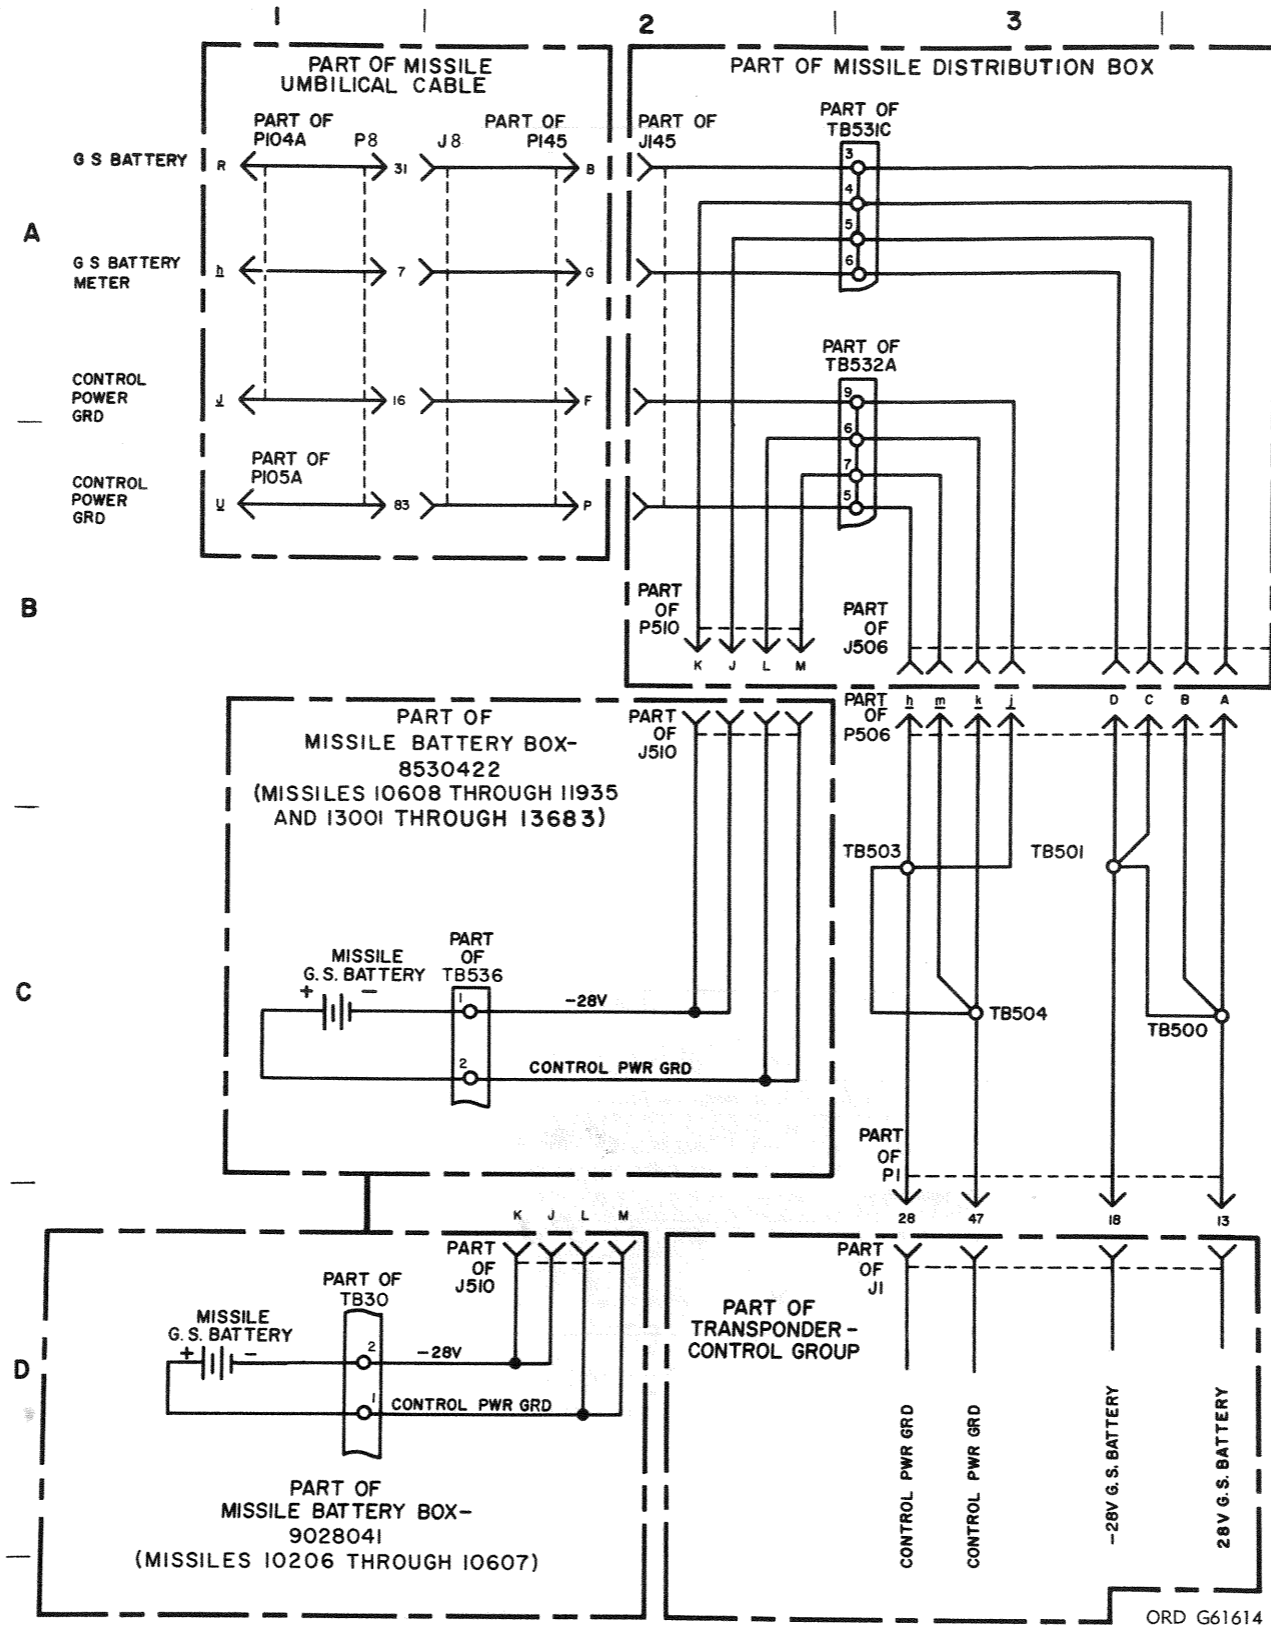 1
2
3
PART OF MISSILE
UMBILICAL CABLE
PART OF MISSILE DISTRIBUTION BOX
PART OF
P104A
P8
J8
PART OF
P145
PART OF
J145
PART OF
TB531C
G S BATTERY
R
31
B
3
4
5
6
A
G S BATTERY
METER
h
7
G
PART OF
TB532A
CONTROL
POWER
GRD
J
16
F
9
6
7
5
PART OF
P105A
CONTROL
POWER
GRD
U
83
P
B
PART
OF
P510
K J L M
PART
OF
J506
PART OF
MISSILE BATTERY BOX-
8530422
(MISSILES 10608 THROUGH 11935
AND 13001 THROUGH 13683)
PART
OF
J510
PART
OF
P506
h m k j D C B A
TB503
TB501
C
MISSILE
G.S. BATTERY
+ -
PART
OF
TB536
1
-28V
2
CONTROL PWR GRD
TB504
TB500
PART
OF
P1
28 47 18 13
K J L M
PART
OF
J510
PART
OF
J1
D
MISSILE
G.S. BATTERY
+ -
PART OF
TB30
2
-28V
1
CONTROL PWR GRD
PART OF
MISSILE BATTERY BOX-
9028041
(MISSILES 10206 THROUGH 10607)
PART OF
TRANSPONDER-
CONTROL GROUP
CONTROL PWR GRD
CONTROL PWR GRD
-28V G.S. BATTERY
28V G.S. BATTERY
ORD G61614